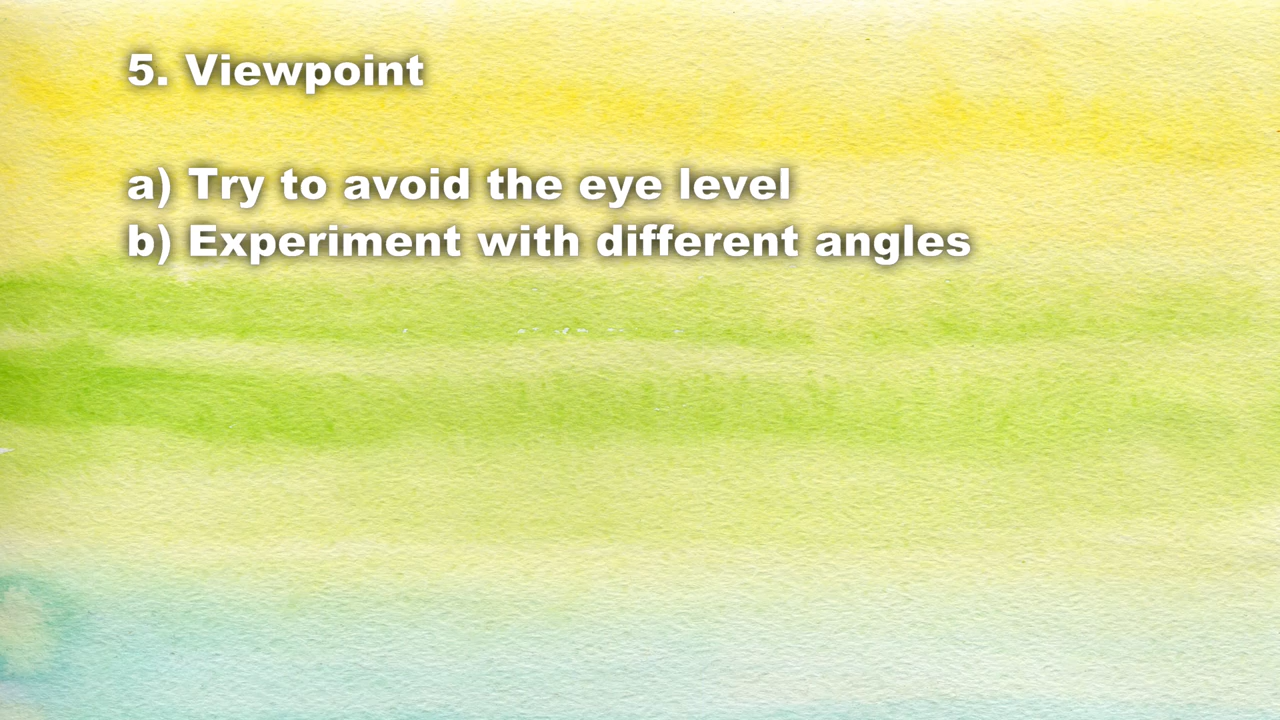 5. Viewpoint
a) Try to avoid the eye level
b) Experiment with different angles